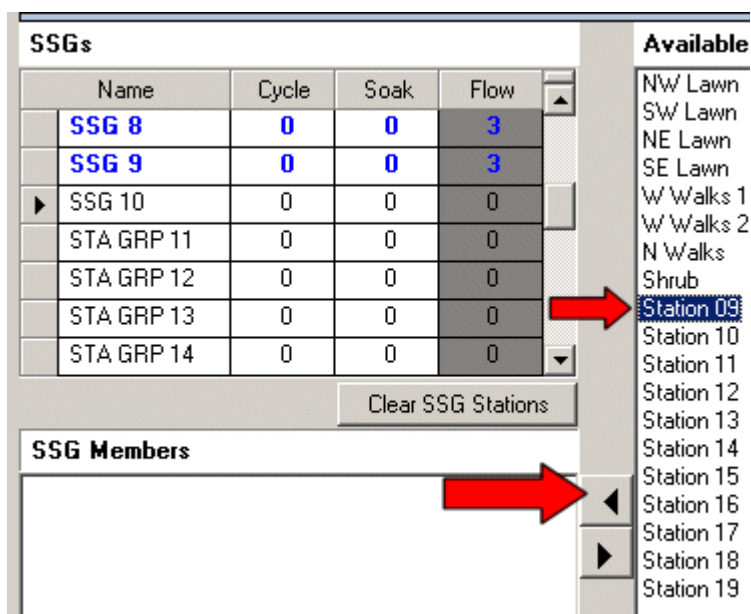 SSGs
Name Cycle Soak Flow
SSG 8 0 0 3
SSG 9 0 0 3
SSG 10 0 0 0
STA GRP 11 0 0 0
STA GRP 12 0 0 0
STA GRP 13 0 0 0
STA GRP 14 0 0 0
Clear SSG Stations
SSG Members
Available
NW Lawn
SW Lawn
NE Lawn
SE Lawn
W Walks 1
W Walks 2
N Walks
Shrub
Station 09
Station 10
Station 11
Station 12
Station 13
Station 14
Station 15
Station 16
Station 17
Station 18
Station 19